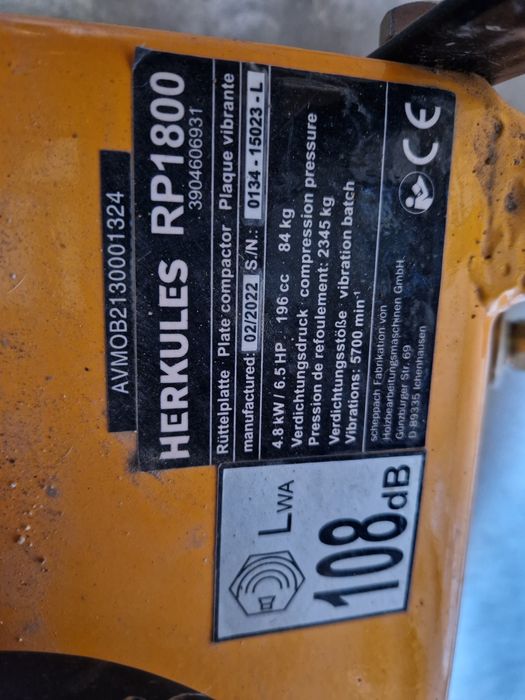 AVMOB2130001324
HERKULES RP1800
3904606931
Rüttelplatte Plate compactor Plaque vibrante
manufactured: 02/2022 S./N.: 0134 - 15023 - L
4.8 kW / 6.5 HP 196 cc 84 kg
Verdichtungsdruck compression pressure
Pression de refoulement: 2345 kg
Verdichtungsstöße vibration batch
Vibrations: 5700 min⁻¹
scheppach Fabrikation von
Holzbearbeitungsmaschinen GmbH
Günzburger Str. 69
D 89335 Ichenhausen
CE
LWA
108dB